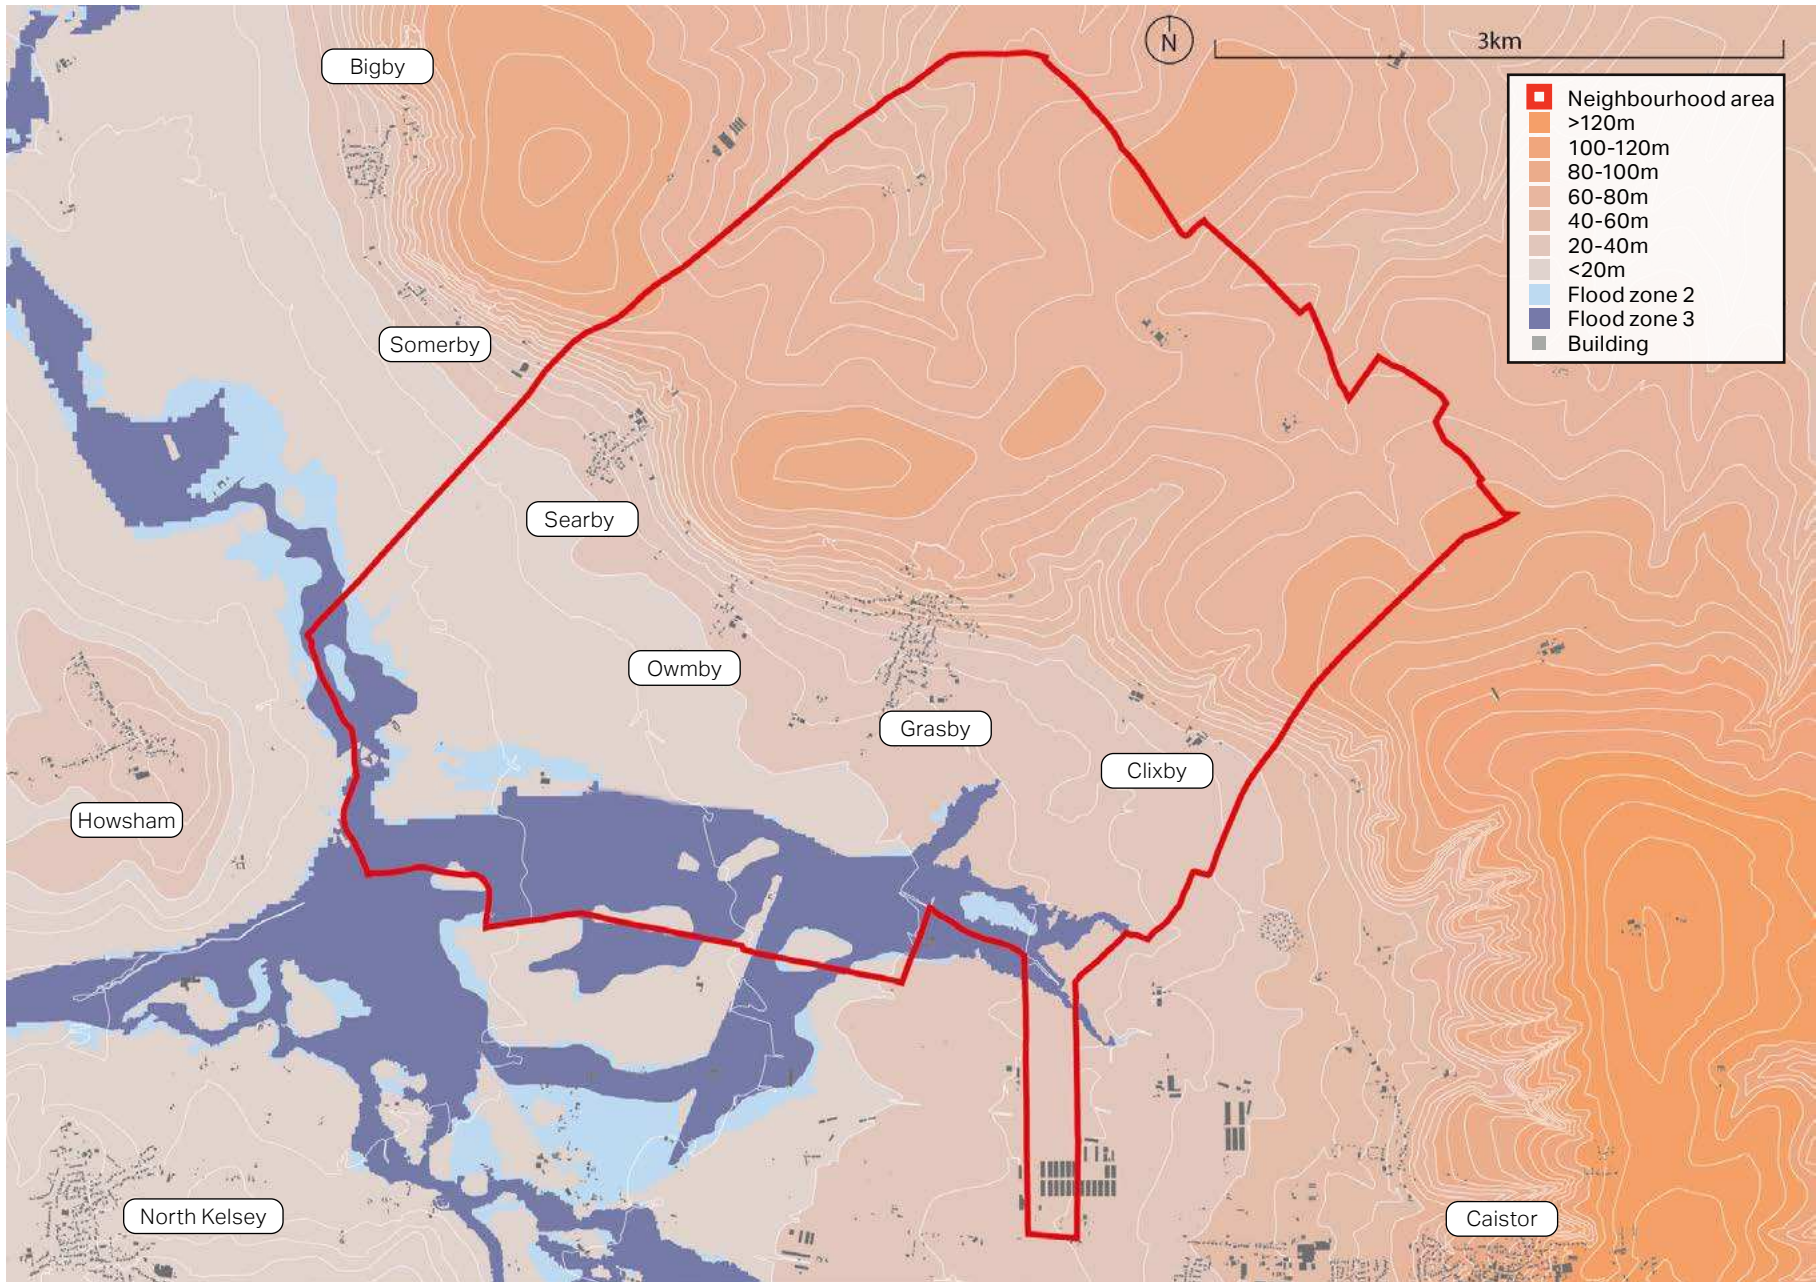 Bigby
N
3km
Neighbourhood area
>120m
100-120m
80-100m
60-80m
40-60m
20-40m
<20m
Flood zone 2
Flood zone 3
Building
Somerby
Searby
Owmby
Grasby
Clixby
Howsham
North Kelsey
Caistor